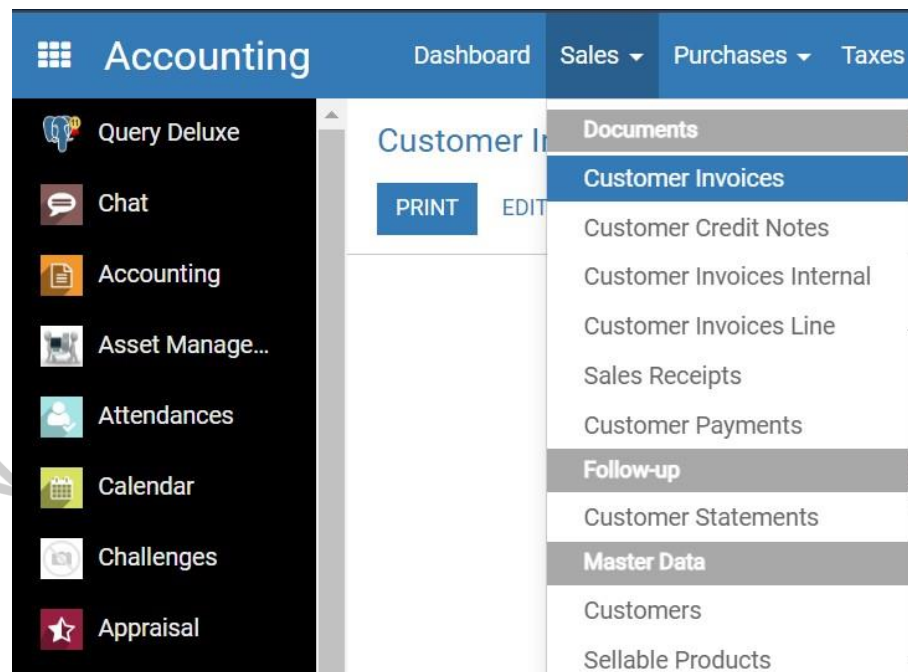 Accounting
Dashboard Sales Purchases Taxes
Query Deluxe
Chat
Accounting
Asset Manage...
Attendances
Calendar
Challenges
Appraisal
Customer
PRINT EDIT
Documents
Customer Invoices
Customer Credit Notes
Customer Invoices Internal
Customer Invoices Line
Sales Receipts
Customer Payments
Follow-up
Customer Statements
Master Data
Customers
Sellable Products